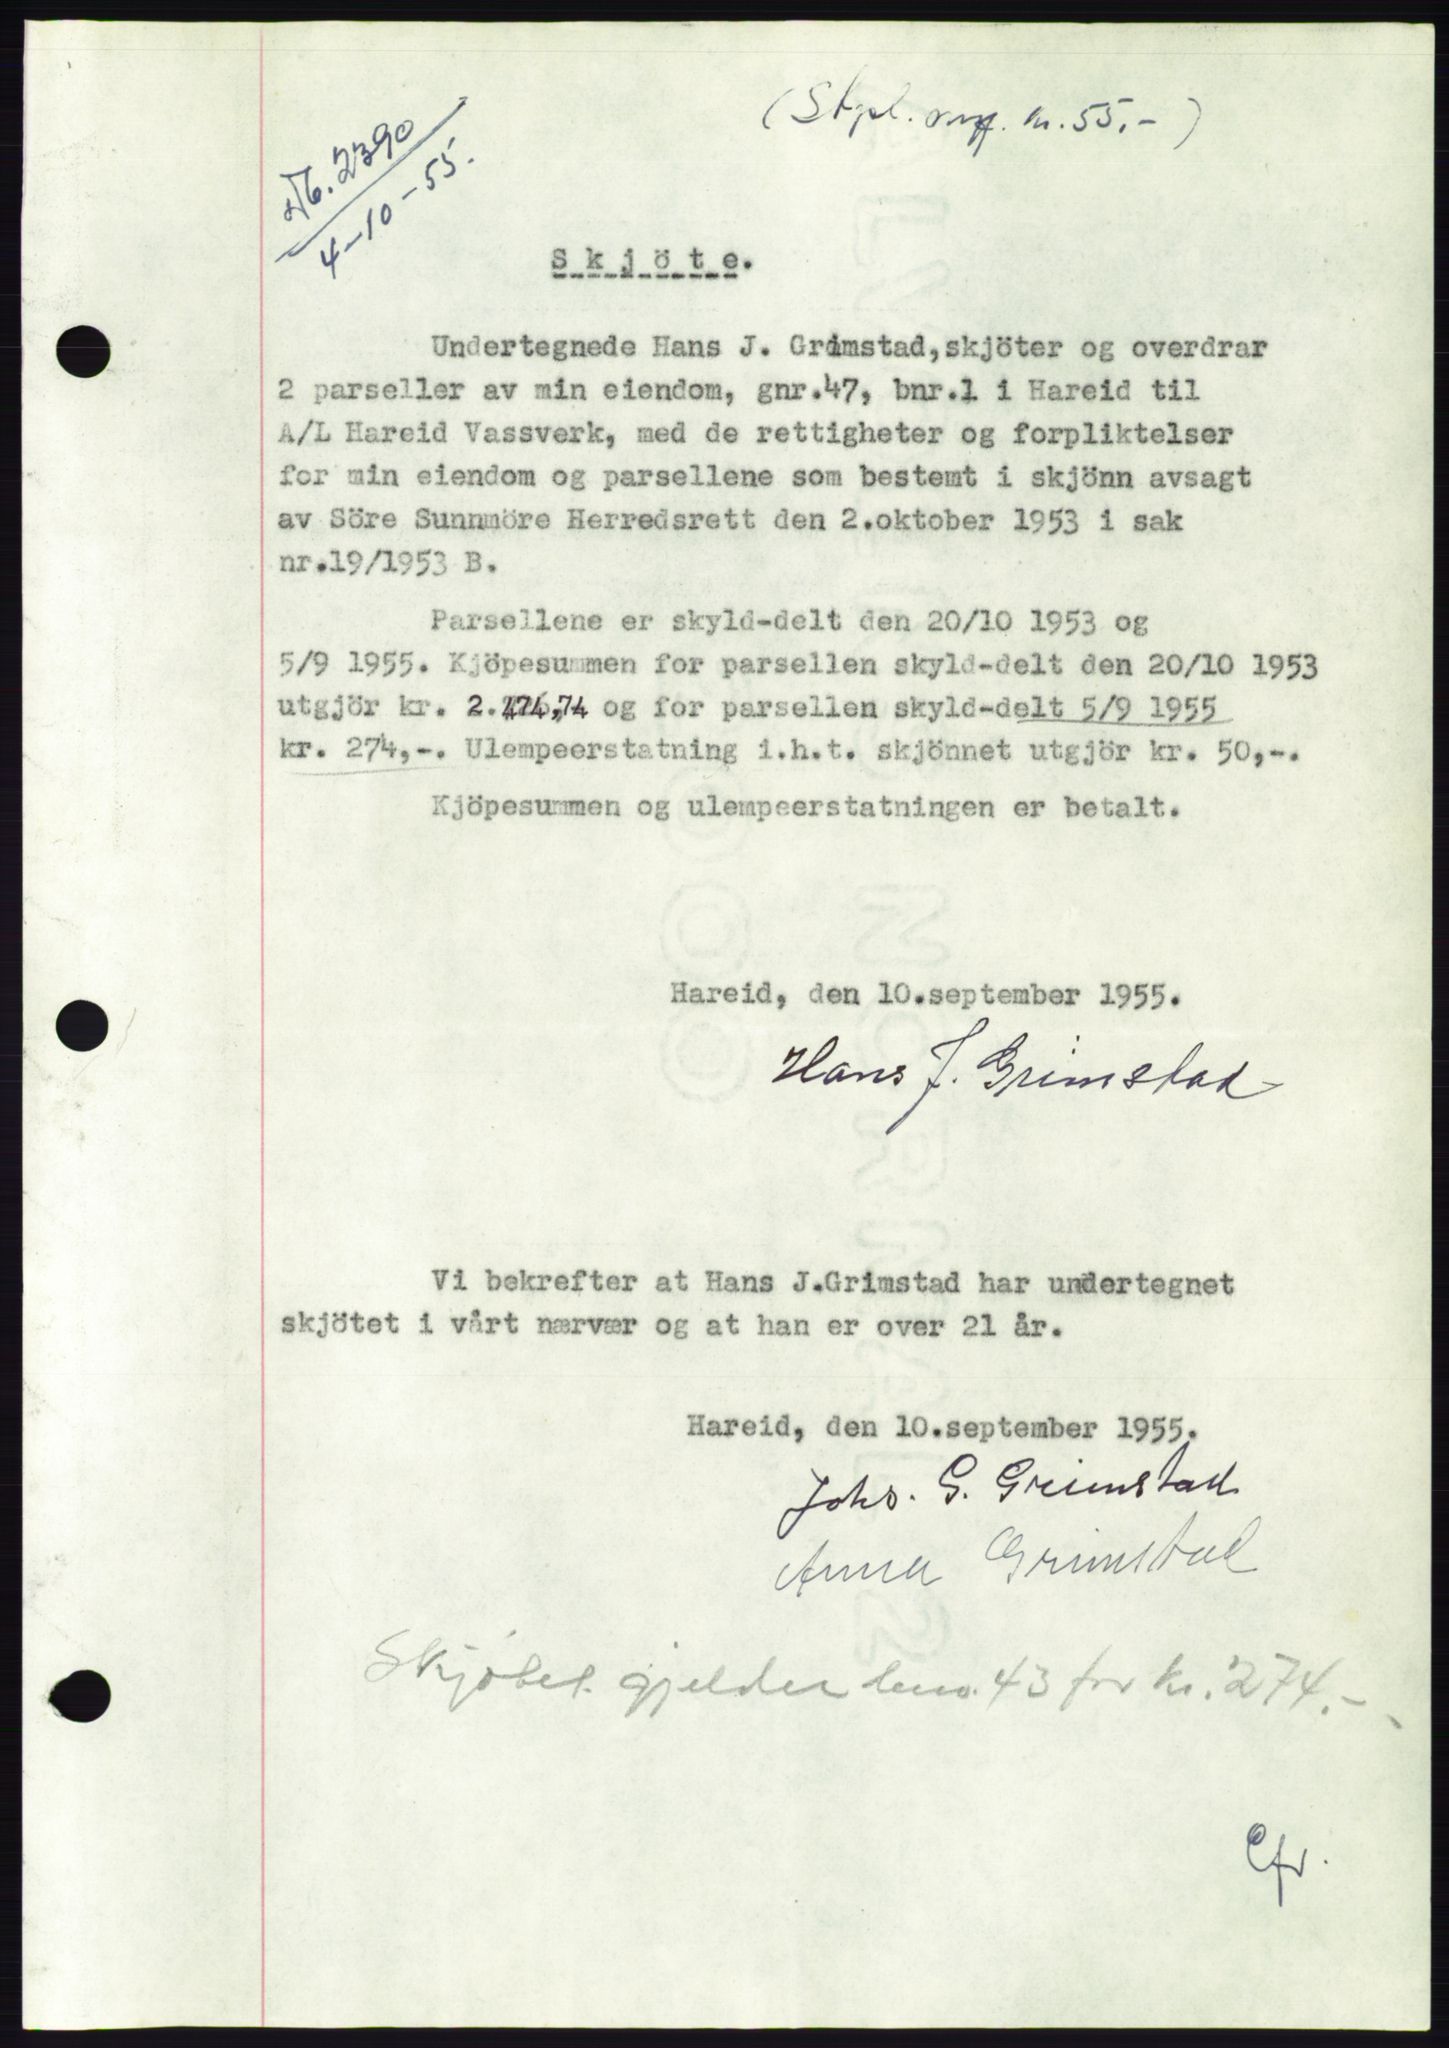 (Stpl. kr. 55.-)
Nb. 2390
4-10-55.
Skjöte.
Undertegnede Hans J. Grimstad, skjöter og overdrar
2 parseller av min eiendom, gnr.47, bnr.1 i Hareid til
A/L Hareid Vassverk, med de rettigheter og forpliktelser
for min eiendom og parsellene som bestemt i skjönn avsagt
av Söre Sunnmöre Herredsrett den 2.oktober 1953 i sak
nr.19/1953 B.
Parsellene er skyld-delt den 20/10 1953 og
5/9 1955. Kjöpesummen for parsellen skyld-delt den 20/10 1953
utgjör kr. og for parsellen skyld-delt 5/9 1955
kr. 274,-. Ulempeerstatning i.h.t. skjönnet utgjör kr. 50,-.
Kjöpesummen og ulempeerstatningen er betalt.
Hareid, den 10.september 1955.
Hans J. Grimstad
Vi bekrefter at Hans J.Grimstad har undertegnet
skjötet i vårt nærvær og at han er over 21 år.
Hareid, den 10.september 1955.
Johs. G. Grimstad
Anna Grimstad
Skjötet gjelder bnr. 43 for kr. 274.-